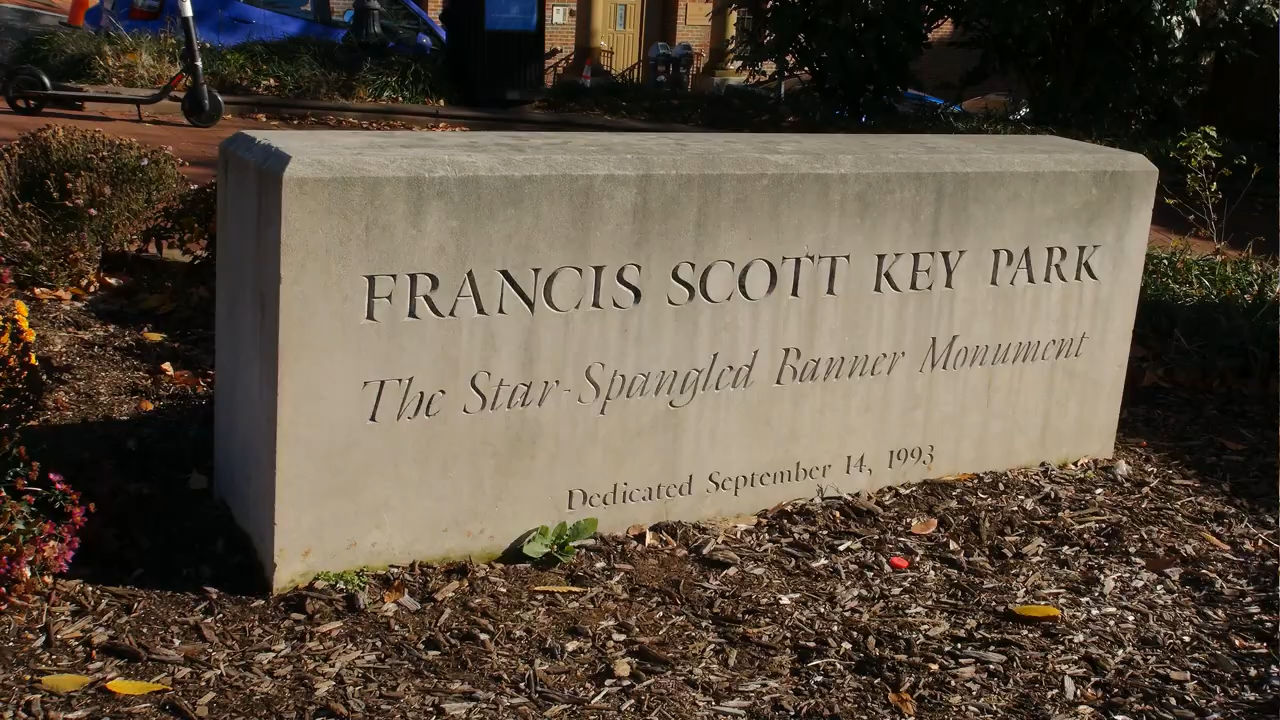 FRANCIS SCOTT KEY PARK
The Star-Spangled Banner Monument
Dedicated September 14, 1993